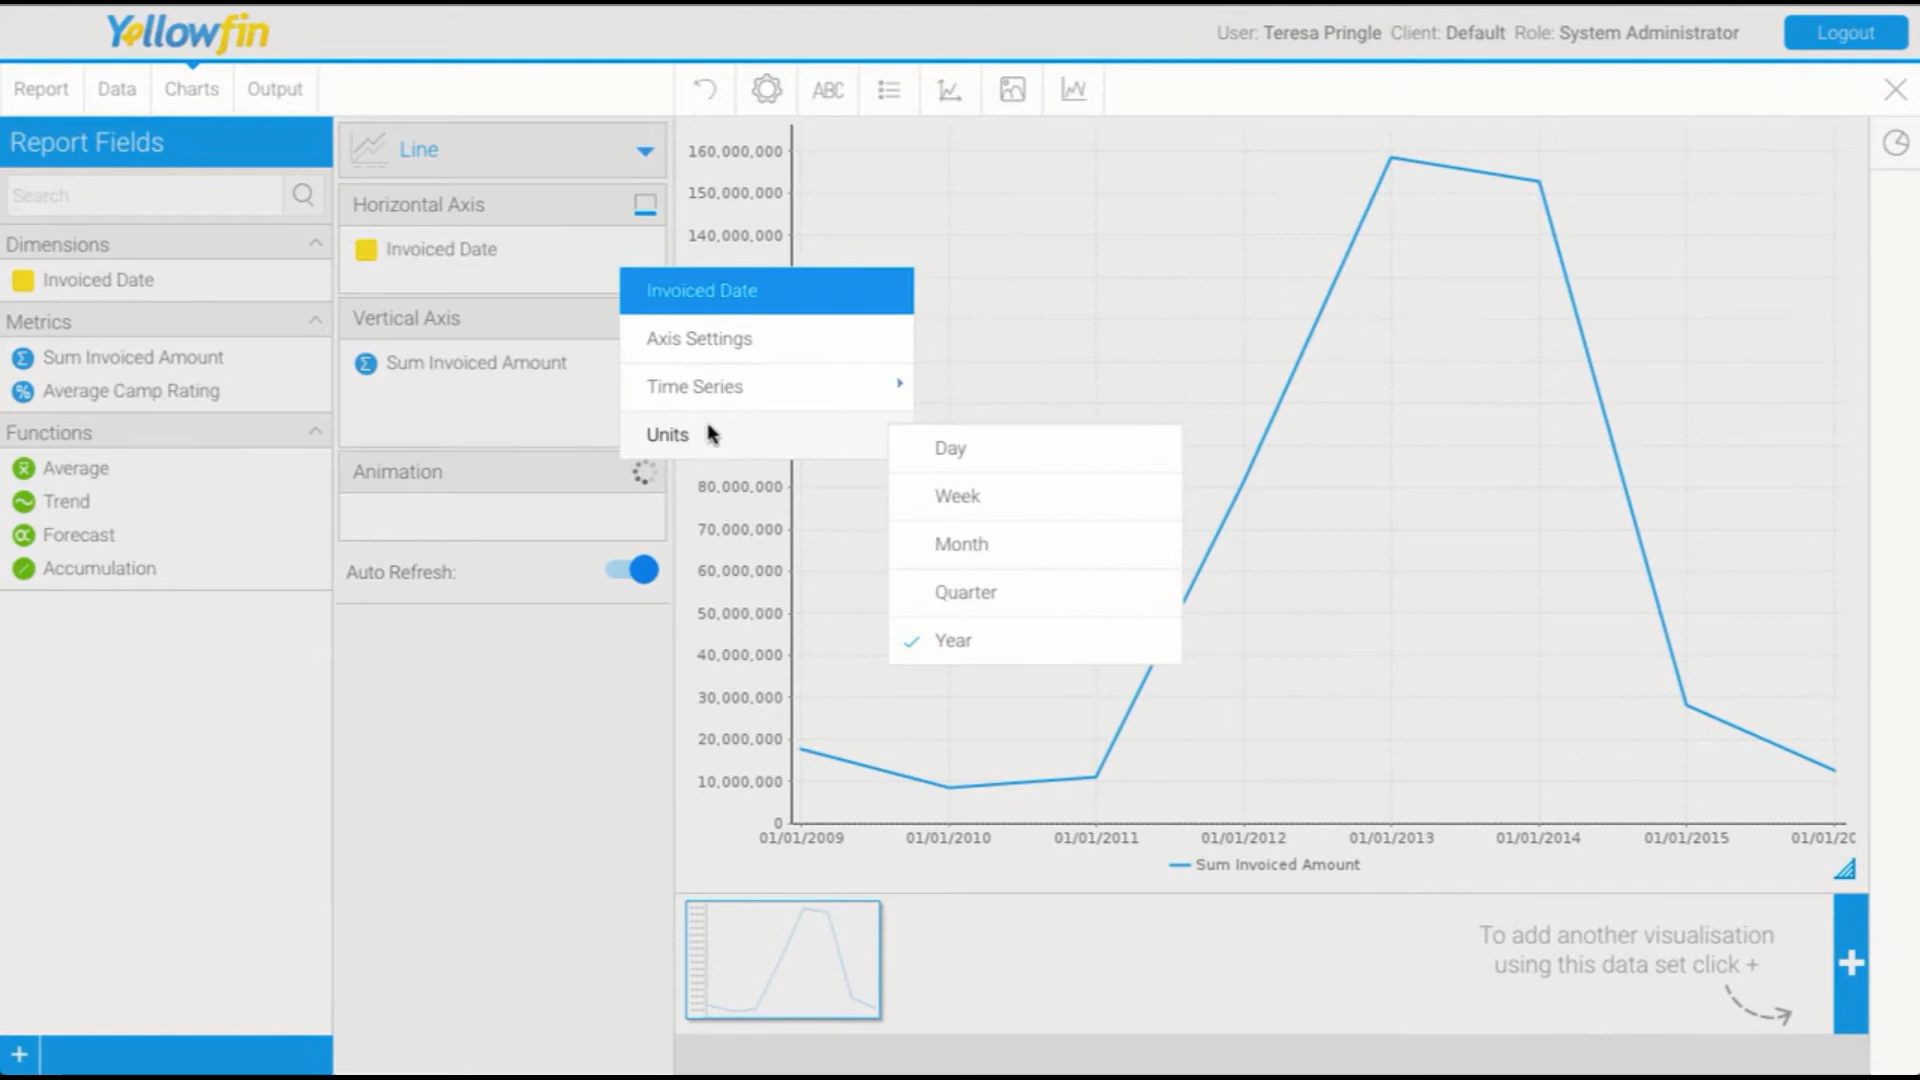 Yellowfin
User: Teresa Pringle Client: Default Role: System Administrator
Logout
Report
Data
Charts
Output
ABC
Report Fields
Search
Dimensions
Invoiced Date
Metrics
Sum Invoiced Amount
Average Camp Rating
Functions
Average
Trend
Forecast
Accumulation
Line
Horizontal Axis
Invoiced Date
Vertical Axis
Sum Invoiced Amount
Animation
Auto Refresh:
Invoiced Date
Axis Settings
Time Series
Units
Day
Week
Month
Quarter
Year
160,000,000
150,000,000
140,000,000
80,000,000
70,000,000
60,000,000
50,000,000
40,000,000
30,000,000
20,000,000
10,000,000
0
01/01/2009
01/01/2010
01/01/2011
01/01/2012
01/01/2013
01/01/2014
01/01/2015
01/01/20
Sum Invoiced Amount
To add another visualisation
using this data set click +
+
+